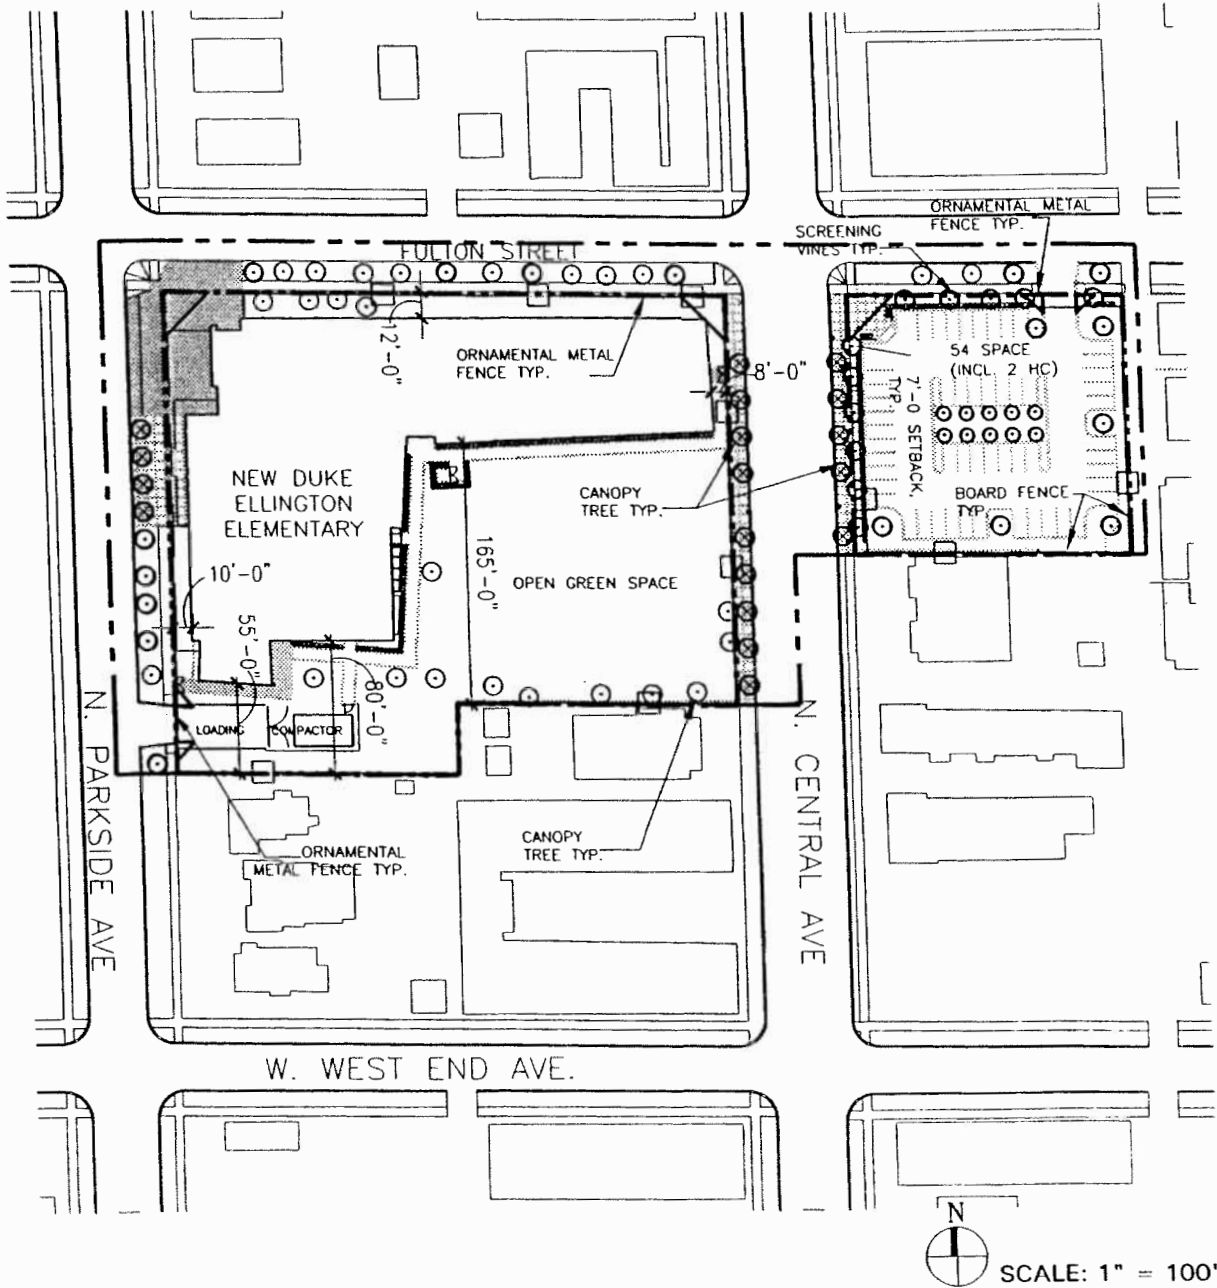 ORNAMENTAL METAL
FENCE TYP.
SCREENING
VINES TYP.
FULTON STREET
12'-0"
ORNAMENTAL METAL
FENCE TYP.
8'-0"
54 SPACE
(INCL. 2 HC)
7'-0 SETBACK,
TYP.
NEW DUKE
ELLINGTON
ELEMENTARY
CANOPY
TREE TYP.
BOARD FENCE
TYP.
165'-0"
OPEN GREEN SPACE
10'-0"
55'-0"
80'-0"
LOADING
COMPACTOR
N. PARKSIDE AVE
N. CENTRAL AVE
CANOPY
TREE TYP.
ORNAMENTAL
METAL FENCE TYP.
W. WEST END AVE.
N
SCALE: 1" = 100'